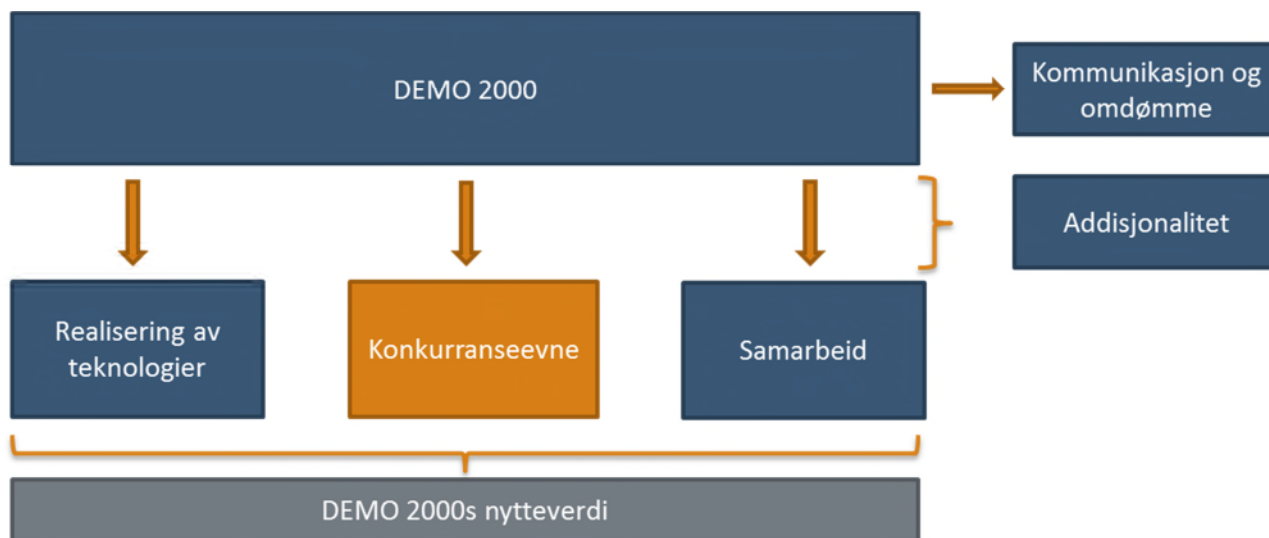 DEMO 2000
Kommunikasjon og
omdømme
Addisjonalitet
Realisering av
teknologier
Konkurranseevne
Samarbeid
DEMO 2000s nytteverdi